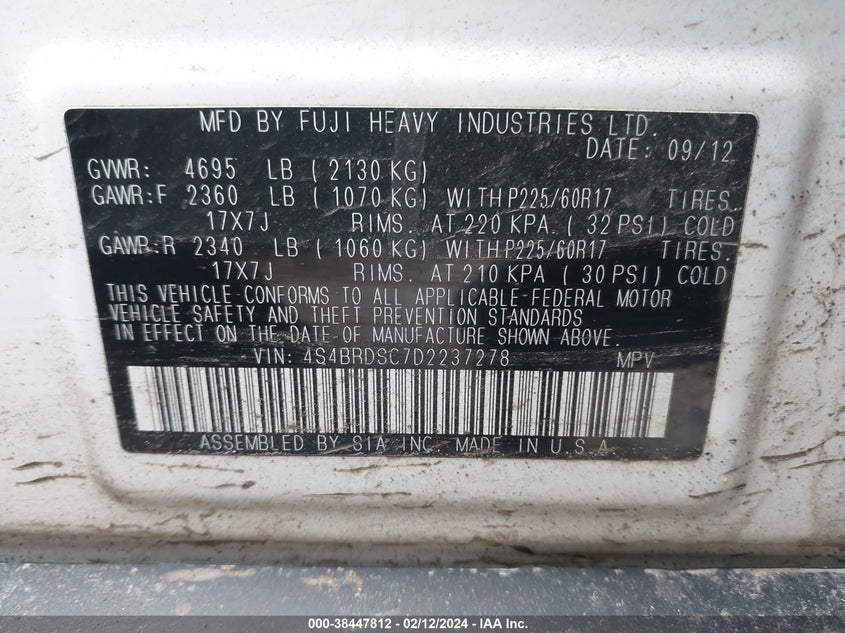 MFD BY FUJI HEAVY INDUSTRIES LTD.
DATE: 09/12
GVWR: 4695 LB (2130 KG)
GAWR:F 2360 LB (1070 KG) WITH P225/60R17 TIRES.
17X7J RIMS. AT 220 KPA (32 PSI) COLD
GAWR:R 2340 LB (1060 KG) WITH P225/60R17 TIRES.
17X7J RIMS. AT 210 KPA (30 PSI) COLD
THIS VEHICLE CONFORMS TO ALL APPLICABLE FEDERAL MOTOR
VEHICLE SAFETY AND THEFT PREVENTION STANDARDS
IN EFFECT ON THE DATE OF MANUFACTURE SHOWN ABOVE.
VIN: 4S4BRDSC7D2237278 MPV
ASSEMBLED BY SIA INC. MADE IN U.S.A
000-38447812 - 02/12/2024 - IAA Inc.